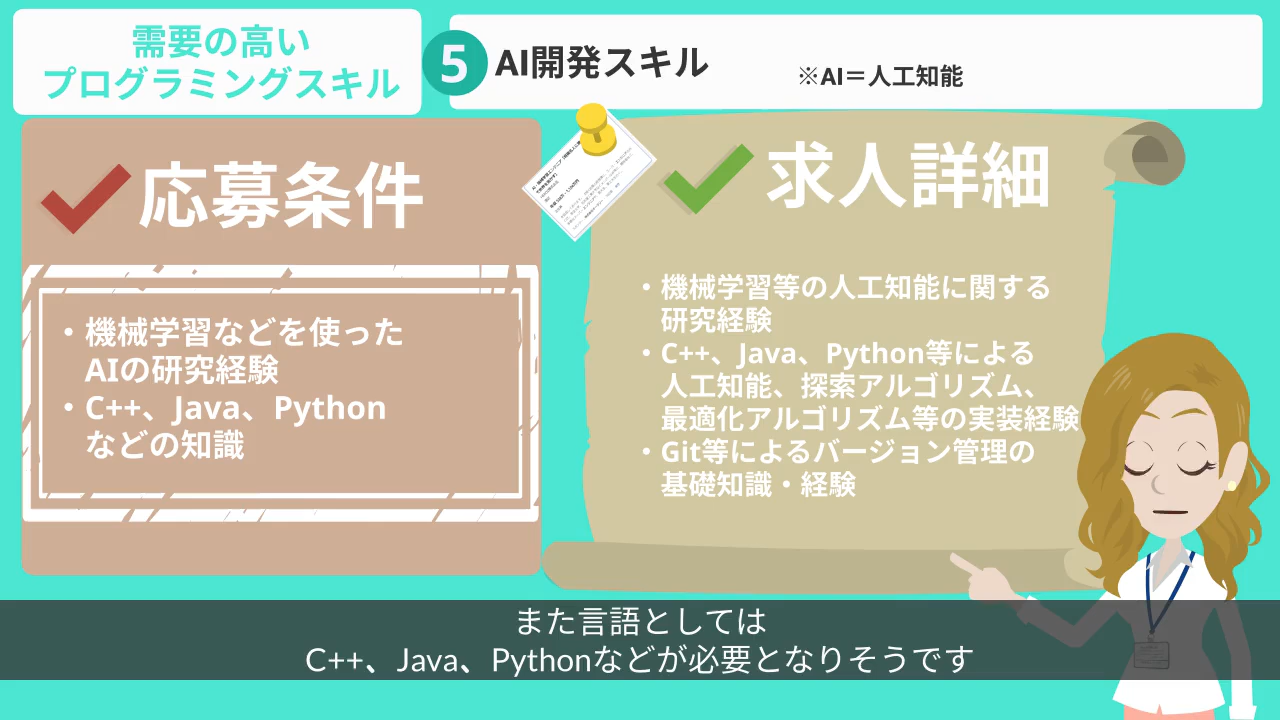 需要の高い
プログラミングスキル
5
AI開発スキル
※AI＝人工知能
応募条件
・機械学習などを使った
AIの研究経験
・C++、Java、Python
などの知識
求人詳細
・機械学習等の人工知能に関する
研究経験
・C++、Java、Python等による
人工知能、探索アルゴリズム、
最適化アルゴリズム等の実装経験
・Git等によるバージョン管理の
基礎知識・経験
また言語としては
C++、Java、Pythonなどが必要となりそうです